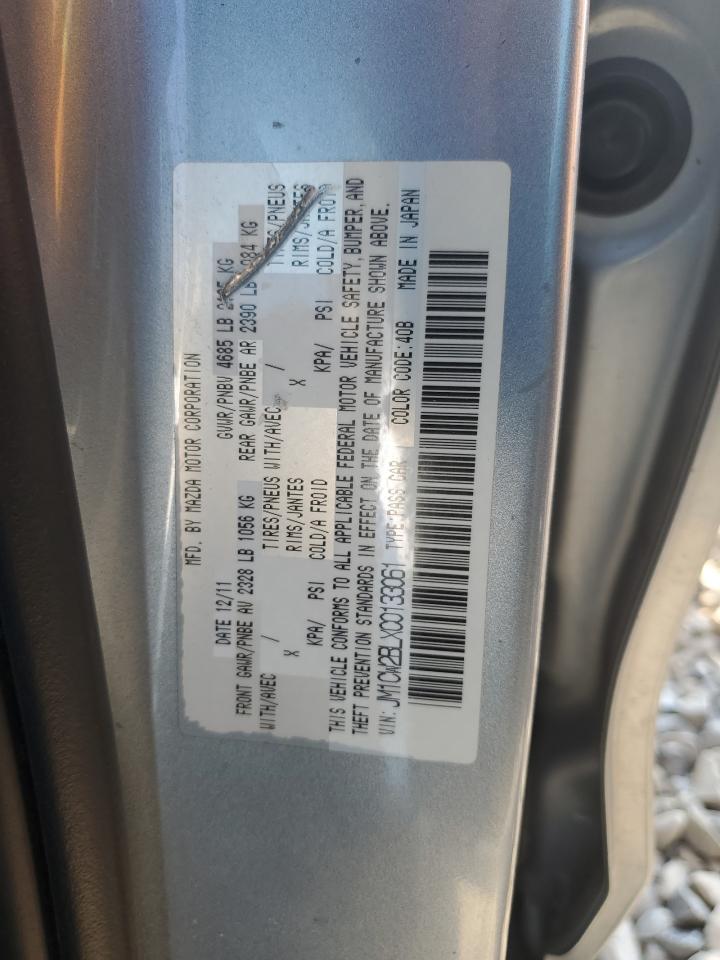 MFD. BY MAZDA MOTOR CORPORATION
DATE 12/11 GVWR/PNBV 4685 LB KG
FRONT GAWR/PNBE AV 2328 LB 1056 KG REAR GAWR/PNBE AR 2390 LB 1084 KG
WITH/AVEC / TIRES/PNEUS WITH/AVEC / TIRES/PNEUS
X RIMS/JANTES X RIMS/JANTES
KPA/ PSI COLD/A FROID KPA/ PSI COLD/A FROID
THIS VEHICLE CONFORMS TO ALL APPLICABLE FEDERAL MOTOR VEHICLE SAFETY, BUMPER, AND
THEFT PREVENTION STANDARDS IN EFFECT ON THE DATE OF MANUFACTURE SHOWN ABOVE.
V.I.N: JM1CW2BLXC0133061 TYPE:PASS CAR COLOR CODE:40B MADE IN JAPAN